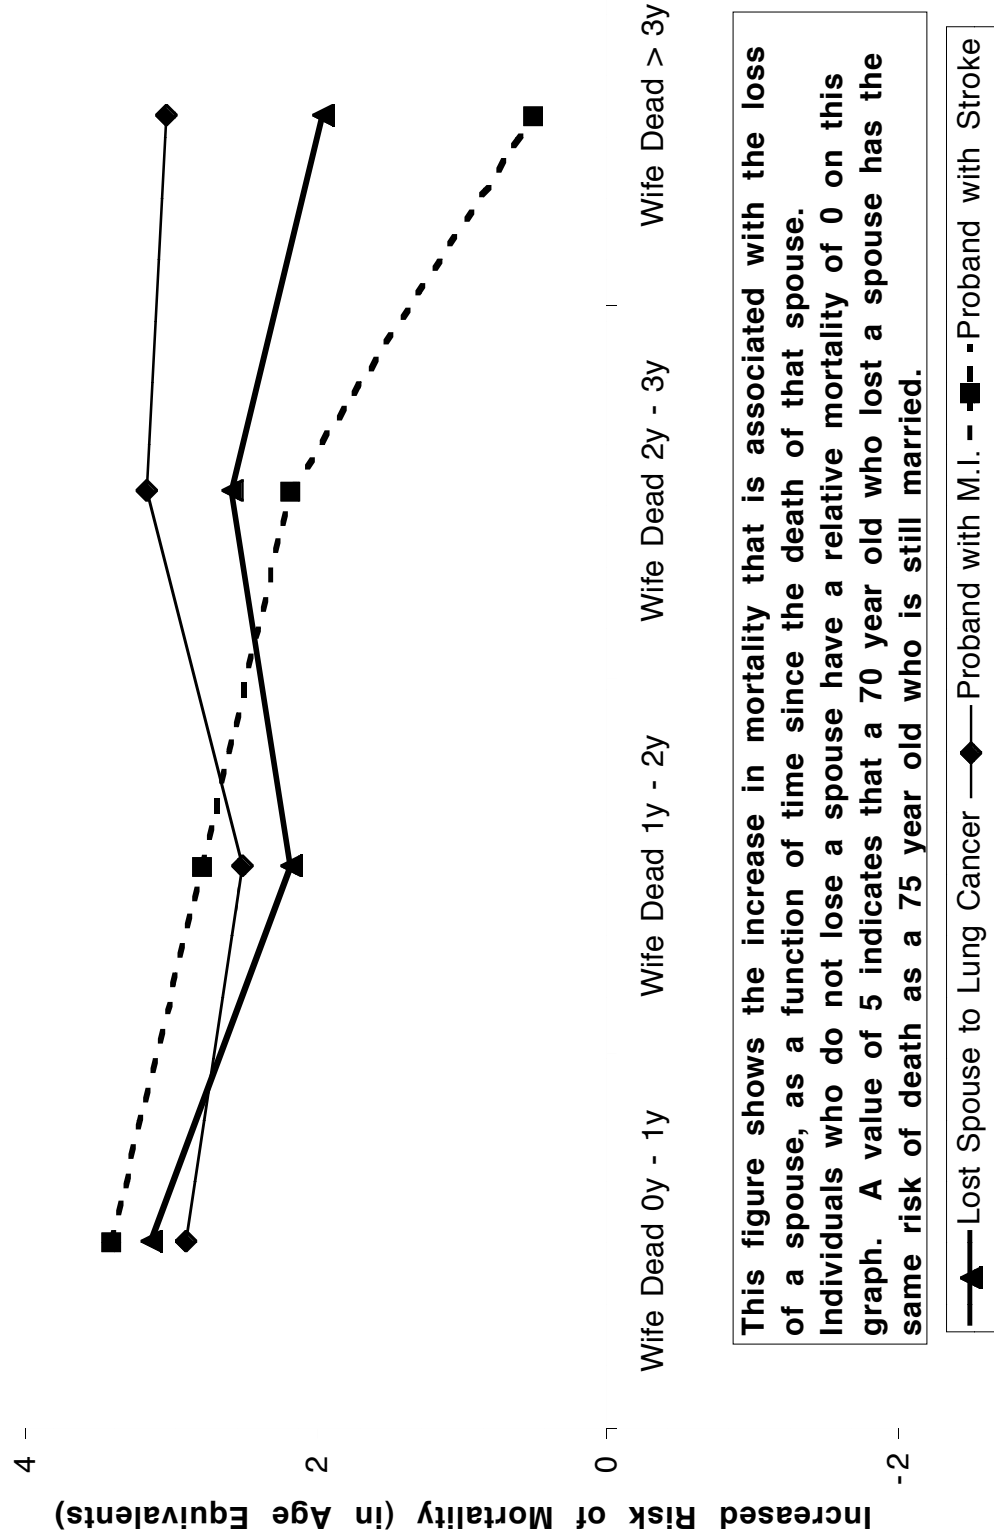 4
2
0
-2
Increased Risk of Mortality (in Age Equivalents)
Wife Dead 0y - 1y
Wife Dead 1y - 2y
Wife Dead 2y - 3y
Wife Dead > 3y
This figure shows the increase in mortality that is associated with the loss
of a spouse, as a function of time since the death of that spouse.
Individuals who do not lose a spouse have a relative mortality of 0 on this
graph. A value of 5 indicates that a 70 year old who lost a spouse has the
same risk of death as a 75 year old who is still married.
Lost Spouse to Lung Cancer
Proband with M.I.
Proband with Stroke